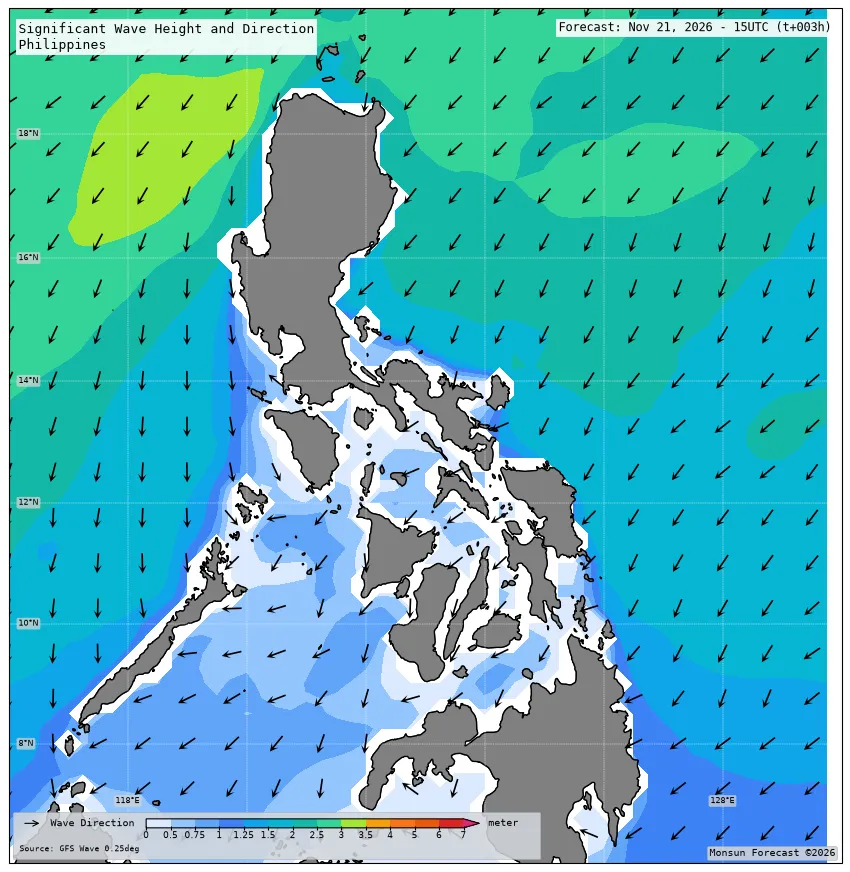 Significant Wave Height and Direction
Philippines
Forecast: Nov 21, 2026 - 15UTC (t+003h)
18°N
16°N
14°N
12°N
10°N
8°N
118°E
128°E
Wave Direction
0 0.5 0.75 1 1.25 1.5 2 2.5 3 3.5 4 5 6 7
meter
Source: GFS Wave 0.25deg
Monsun Forecast ©2026